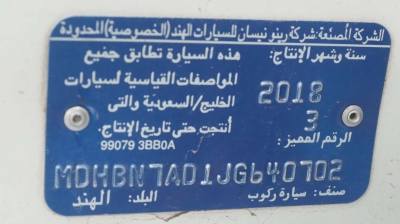 الشركة المصنعة: شركة رينو نيسان للسيارات الهند (الخصوصية) المحدودة
سنة وشهر الإنتاج: هذه السيارة تطابق جميع
المواصفات القياسية لسيارات
2018 الخليج/السعودية والتى
3 أنتجت حتى تاريخ الإنتاج.
الرقم المميز: 99079 3BB0A
MDHBN7AD1JG640702
صنف: سيارة ركوب البلد: الهند